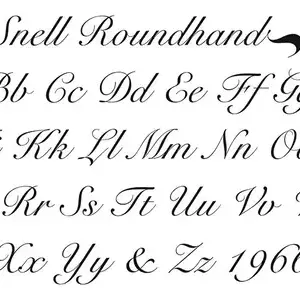 Snell Roundhand
Bb Cc Dd Ee Ff Gg
Kk Ll Mm Nn O
Rr Ss Tt Uu Vv
Xx Yy & Zz 196